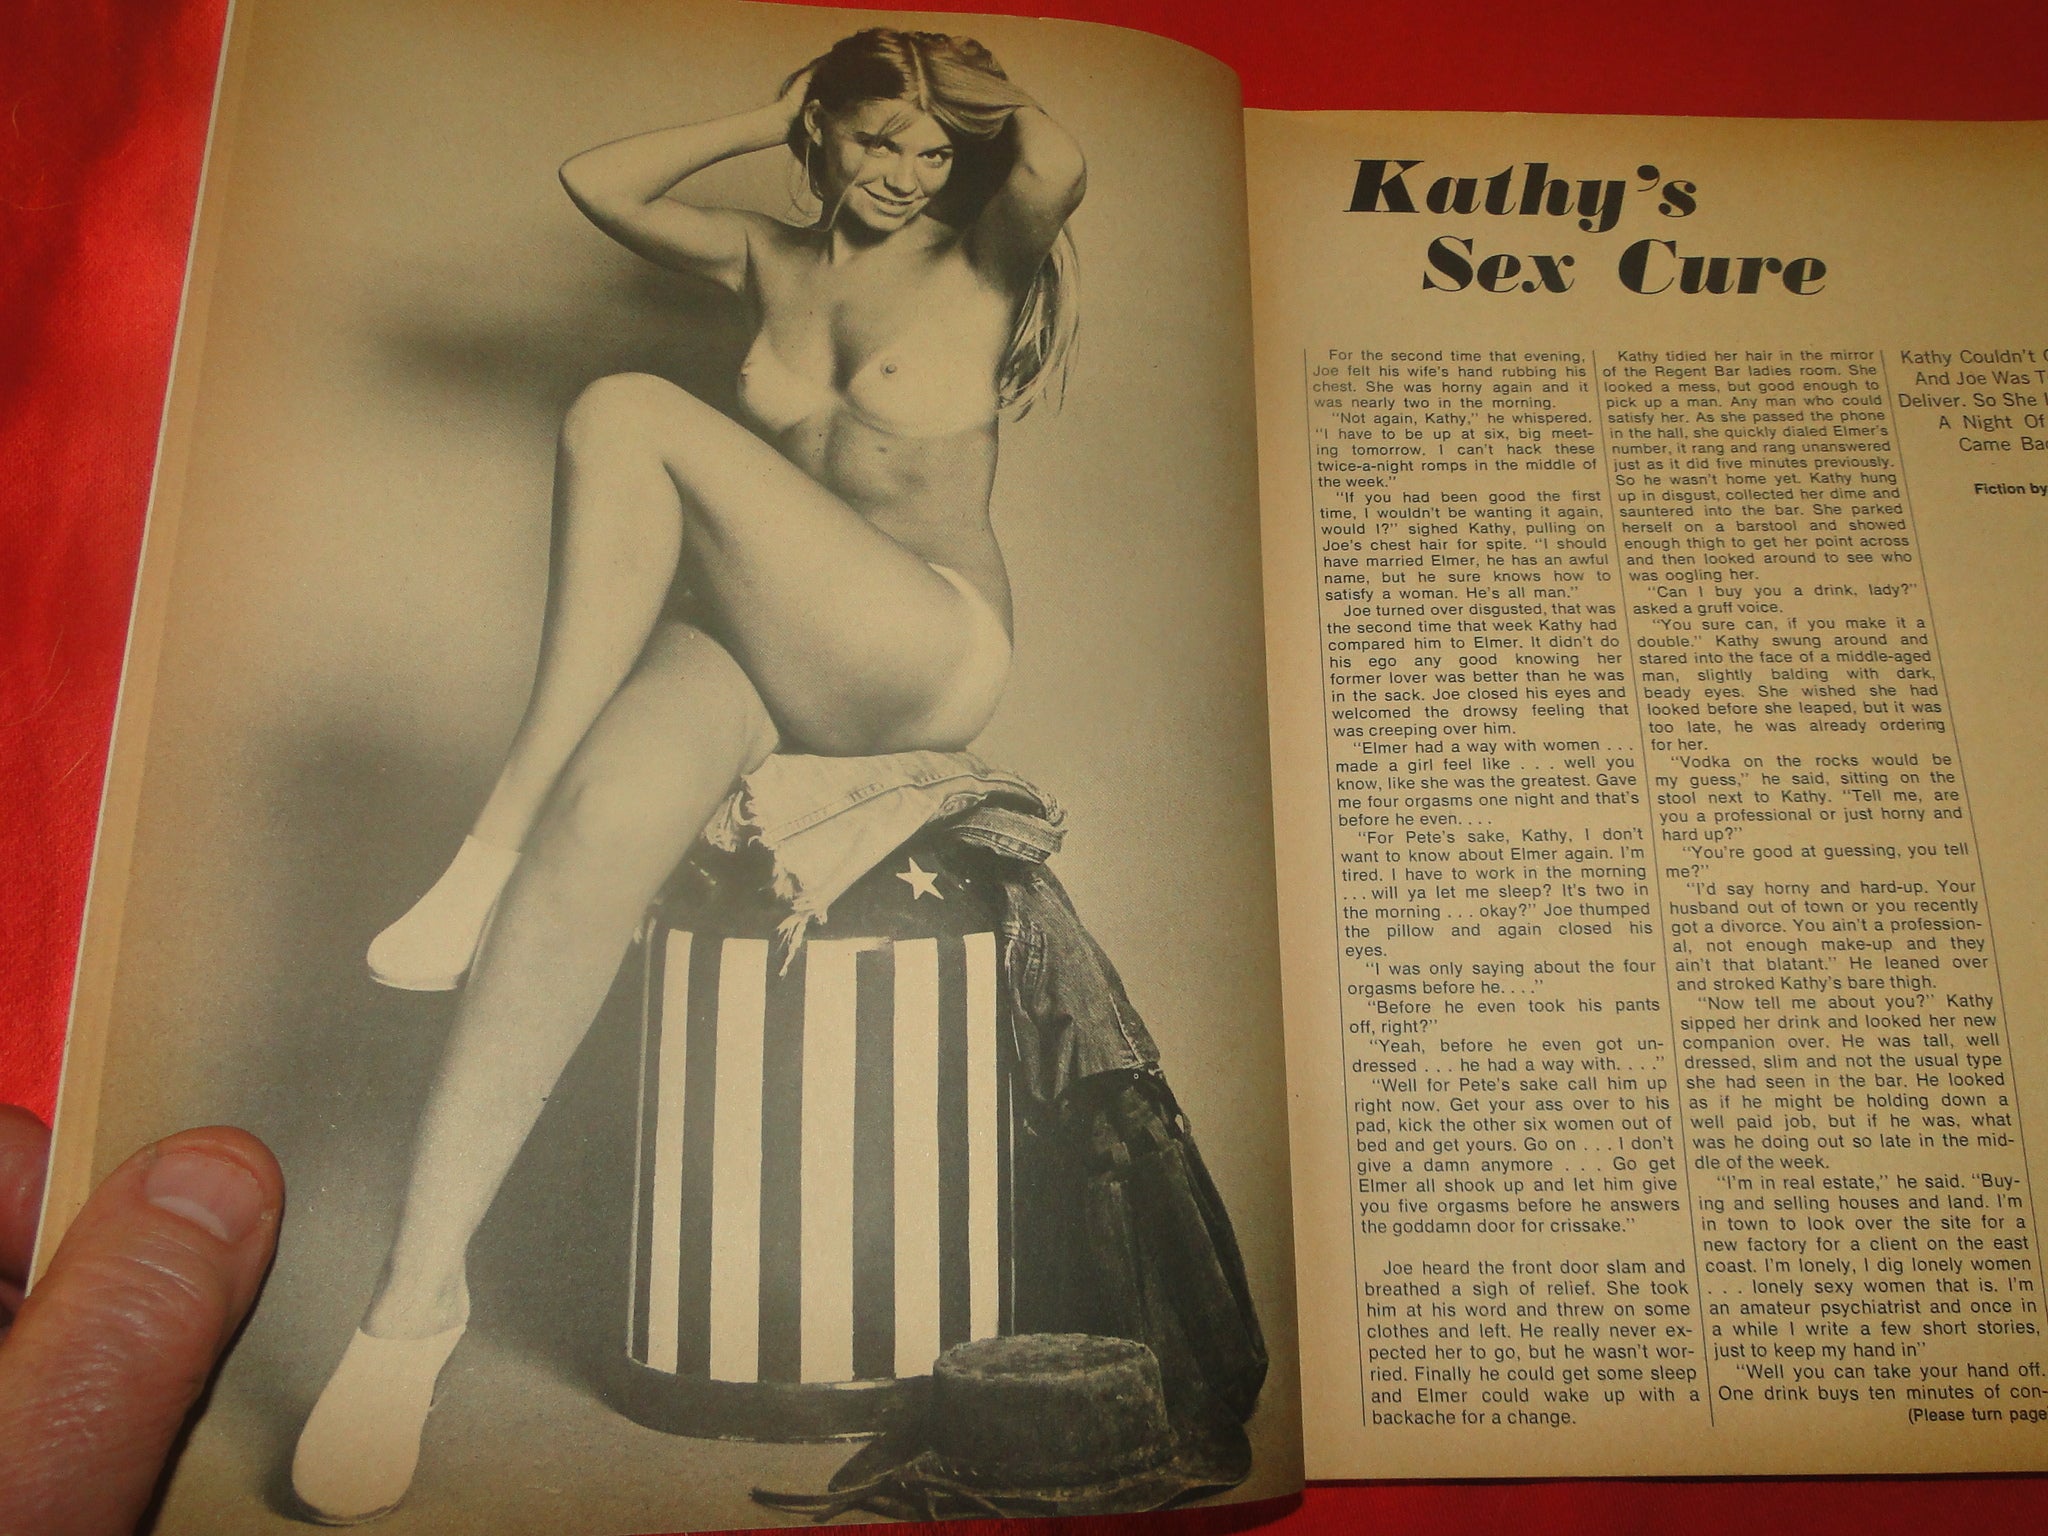 Kathy's
Sex Cure
For the second time that evening,
Joe felt his wife's hand rubbing his
chest. She was horny again and it
was nearly two in the morning.
"Not again, Kathy," he whispered.
"I have to be up at six, big meet-
ing tomorrow. I can't hack these
twice-a-night romps in the middle of
the week."
"If you had been good the first
time, I wouldn't be wanting it again,
would I?" sighed Kathy, pulling on
Joe's chest hair for spite. "I should
have married Elmer, he has an awful
name, but he sure knows how to
satisfy a woman. He's all man."
Joe turned over disgusted, that was
the second time that week Kathy had
compared him to Elmer. It didn't do
his ego any good knowing her
former lover was better than he was
in the sack. Joe closed his eyes and
welcomed the drowsy feeling that
was creeping over him.
"Elmer had a way with women . . .
made a girl feel like . . . well you
know, like she was the greatest. Gave
me four orgasms one night and that's
before he even. . . .
"For Pete's sake, Kathy, I don't
want to know about Elmer again. I'm
tired. I have to work in the morning
. . . will ya let me sleep? It's two in
the morning . . . okay?" Joe thumped
the pillow and again closed his
eyes.
"I was only saying about the four
orgasms before he. . . ."
"Before he even took his pants
off, right?"
"Yeah, before he even got un-
dressed . . . he had a way with. . . ."
"Well for Pete's sake call him up
right now. Get your ass over to his
pad, kick the other six women out of
bed and get yours. Go on . . . I don't
give a damn anymore . . . Go get
Elmer all shook up and let him give
you five orgasms before he answers
the goddamn door for crissake."
Joe heard the front door slam and
breathed a sigh of relief. She took
him at his word and threw on some
clothes and left. He really never ex-
pected her to go, but he wasn't wor-
ried. Finally he could get some sleep
and Elmer could wake up with a
backache for a change.
Kathy tidied her hair in the mirror
of the Regent Bar ladies room. She
looked a mess, but good enough to
pick up a man. Any man who could
satisfy her. As she passed the phone
in the hall, she quickly dialed Elmer's
number, it rang and rang unanswered
just as it did five minutes previously.
So he wasn't home yet. Kathy hung
up in disgust, collected her dime and
sauntered into the bar. She parked
herself on a barstool and showed
enough thigh to get her point across
and then looked around to see who
was oogling her.
"Can I buy you a drink, lady?"
asked a gruff voice.
"You sure can, if you make it a
double." Kathy swung around and
stared into the face of a middle-aged
man, slightly balding with dark,
beady eyes. She wished she had
looked before she leaped, but it was
too late, he was already ordering
for her.
"Vodka on the rocks would be
my guess," he said, sitting on the
stool next to Kathy. "Tell me, are
you a professional or just horny and
hard up?"
"You're good at guessing, you tell
me?"
"I'd say horny and hard-up. Your
husband out of town or you recently
got a divorce. You ain't a profession-
al, not enough make-up and they
ain't that blatant." He leaned over
and stroked Kathy's bare thigh.
"Now tell me about you?" Kathy
sipped her drink and looked her new
companion over. He was tall, well
dressed, slim and not the usual type
she had seen in the bar. He looked
as if he might be holding down a
well paid job, but if he was, what
was he doing out so late in the mid-
dle of the week.
"I'm in real estate," he said. "Buy-
ing and selling houses and land. I'm
in town to look over the site for a
new factory for a client on the east
coast. I'm lonely, I dig lonely women
. . . lonely sexy women that is. I'm
an amateur psychiatrist and once in
a while I write a few short stories,
just to keep my hand in"
"Well you can take your hand off.
One drink buys ten minutes of con-
(Please turn page
Kathy Couldn't
And Joe Was
Deliver. So She
A Night Of
Came
Fiction by